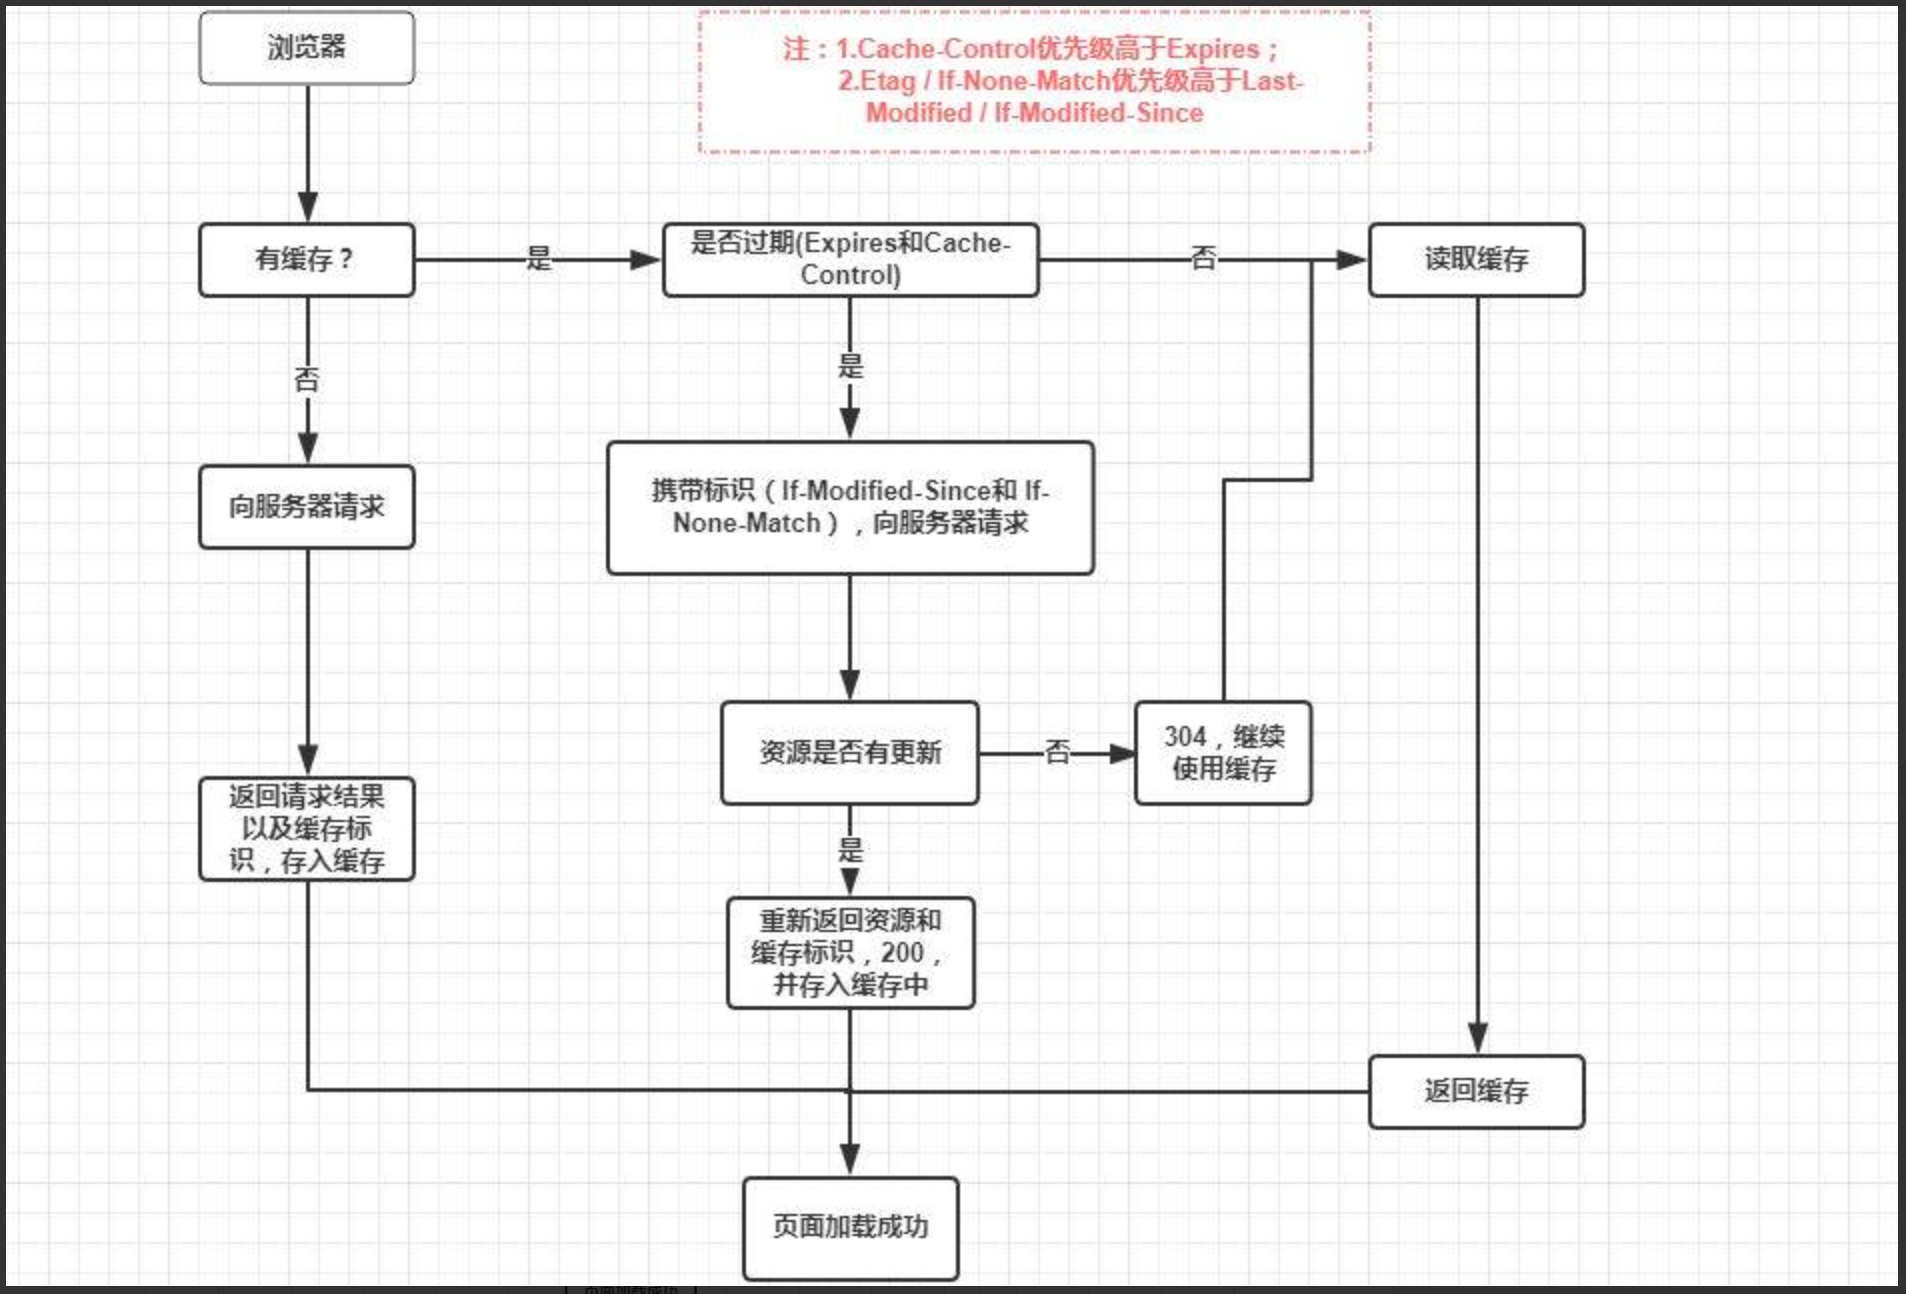 浏览器
注：1.Cache-Control优先级高于Expires；
2.Etag / If-None-Match优先级高于Last-
Modified / If-Modified-Since
有缓存？
是
是否过期(Expires和Cache-
Control)
否
读取缓存
否
是
向服务器请求
携带标识（If-Modified-Since和 If-
None-Match），向服务器请求
资源是否有更新
否
304，继续
使用缓存
返回请求结果
以及缓存标
识，存入缓存
是
重新返回资源和
缓存标识，200，
并存入缓存中
返回缓存
页面加载成功
页面加载成功